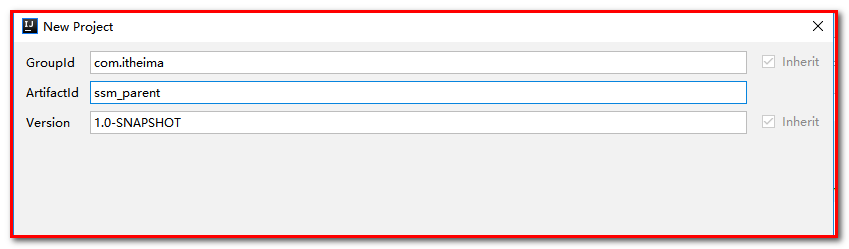 New Project
GroupId com.itheima Inherit
ArtifactId ssm_parent
Version 1.0-SNAPSHOT Inherit